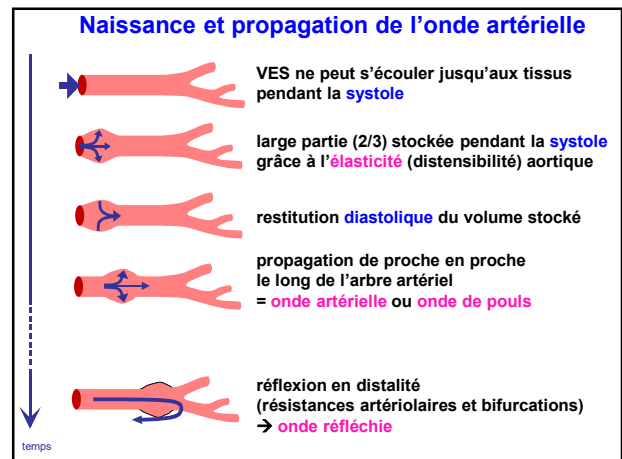 Naissance et propagation de l'onde artérielle
VES ne peut s'écouler jusqu'aux tissus
pendant la systole
large partie (2/3) stockée pendant la systole
grâce à l'élasticité (distensibilité) aortique
restitution diastolique du volume stocké
propagation de proche en proche
le long de l'arbre artériel
= onde artérielle ou onde de pouls
réflexion en distalité
(résistances artériolaires et bifurcations)
→ onde réfléchie
temps